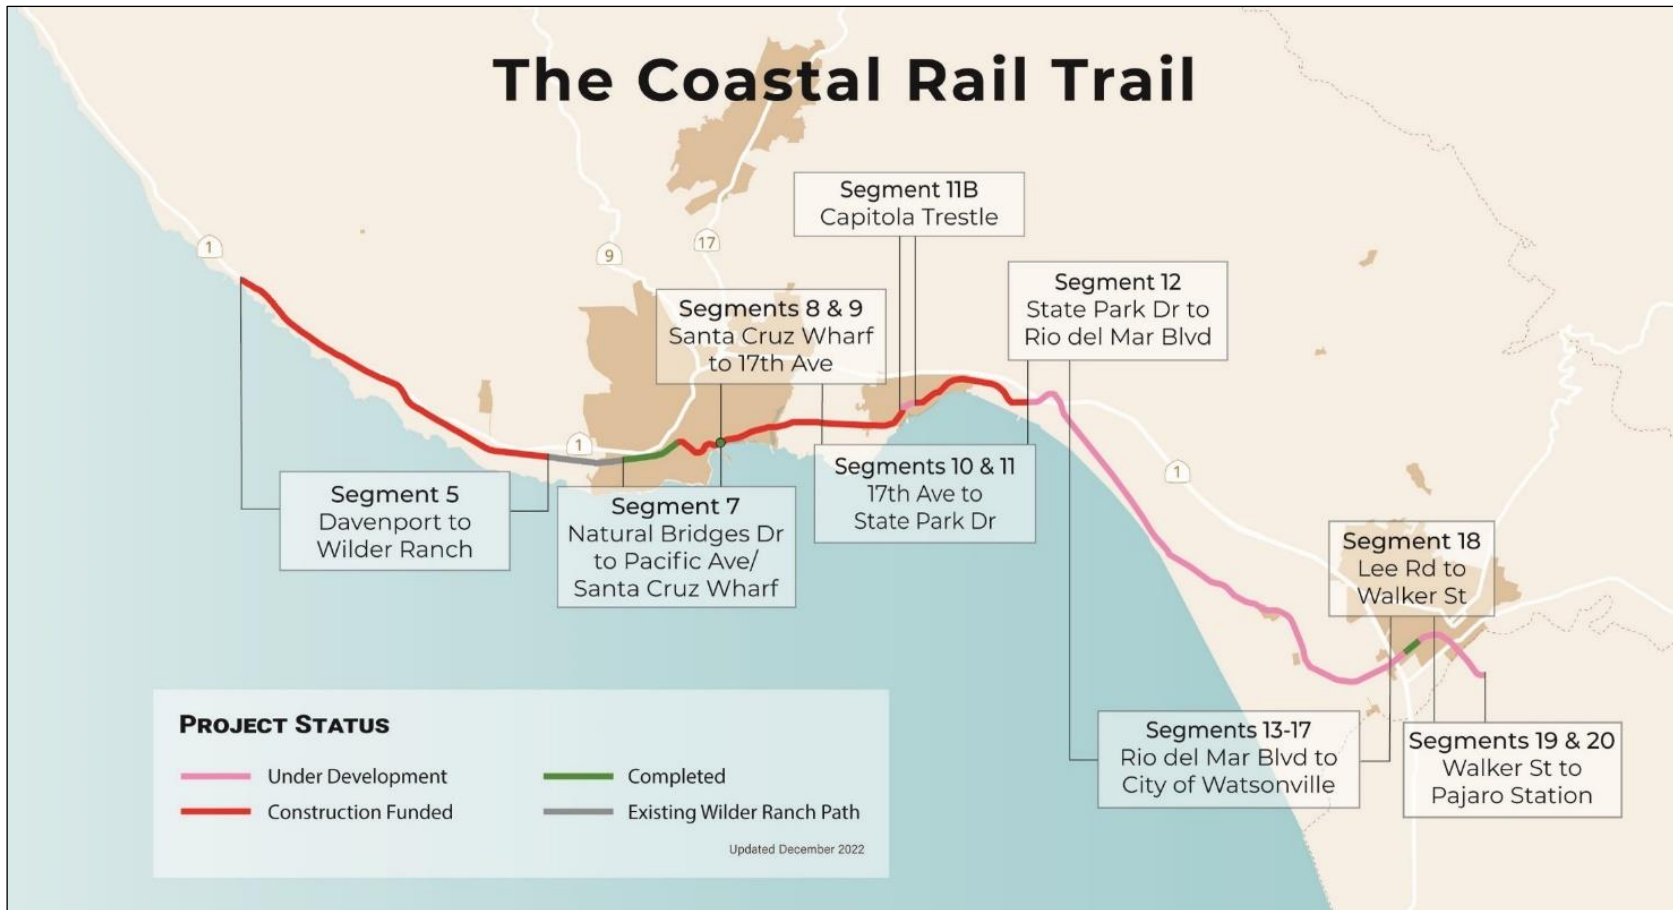 The Coastal Rail Trail
1
9
17
Segment 11B
Capitola Trestle
Segments 8 & 9
Santa Cruz Wharf
to 17th Ave
Segment 12
State Park Dr to
Rio del Mar Blvd
1
1
Segment 5
Davenport to
Wilder Ranch
Segment 7
Natural Bridges Dr
to Pacific Ave/
Santa Cruz Wharf
Segments 10 & 11
17th Ave to
State Park Dr
Segment 18
Lee Rd to
Walker St
Segments 13-17
Rio del Mar Blvd to
City of Watsonville
Segments 19 & 20
Walker St to
Pajaro Station
PROJECT STATUS
Under Development
Construction Funded
Completed
Existing Wilder Ranch Path
Updated December 2022